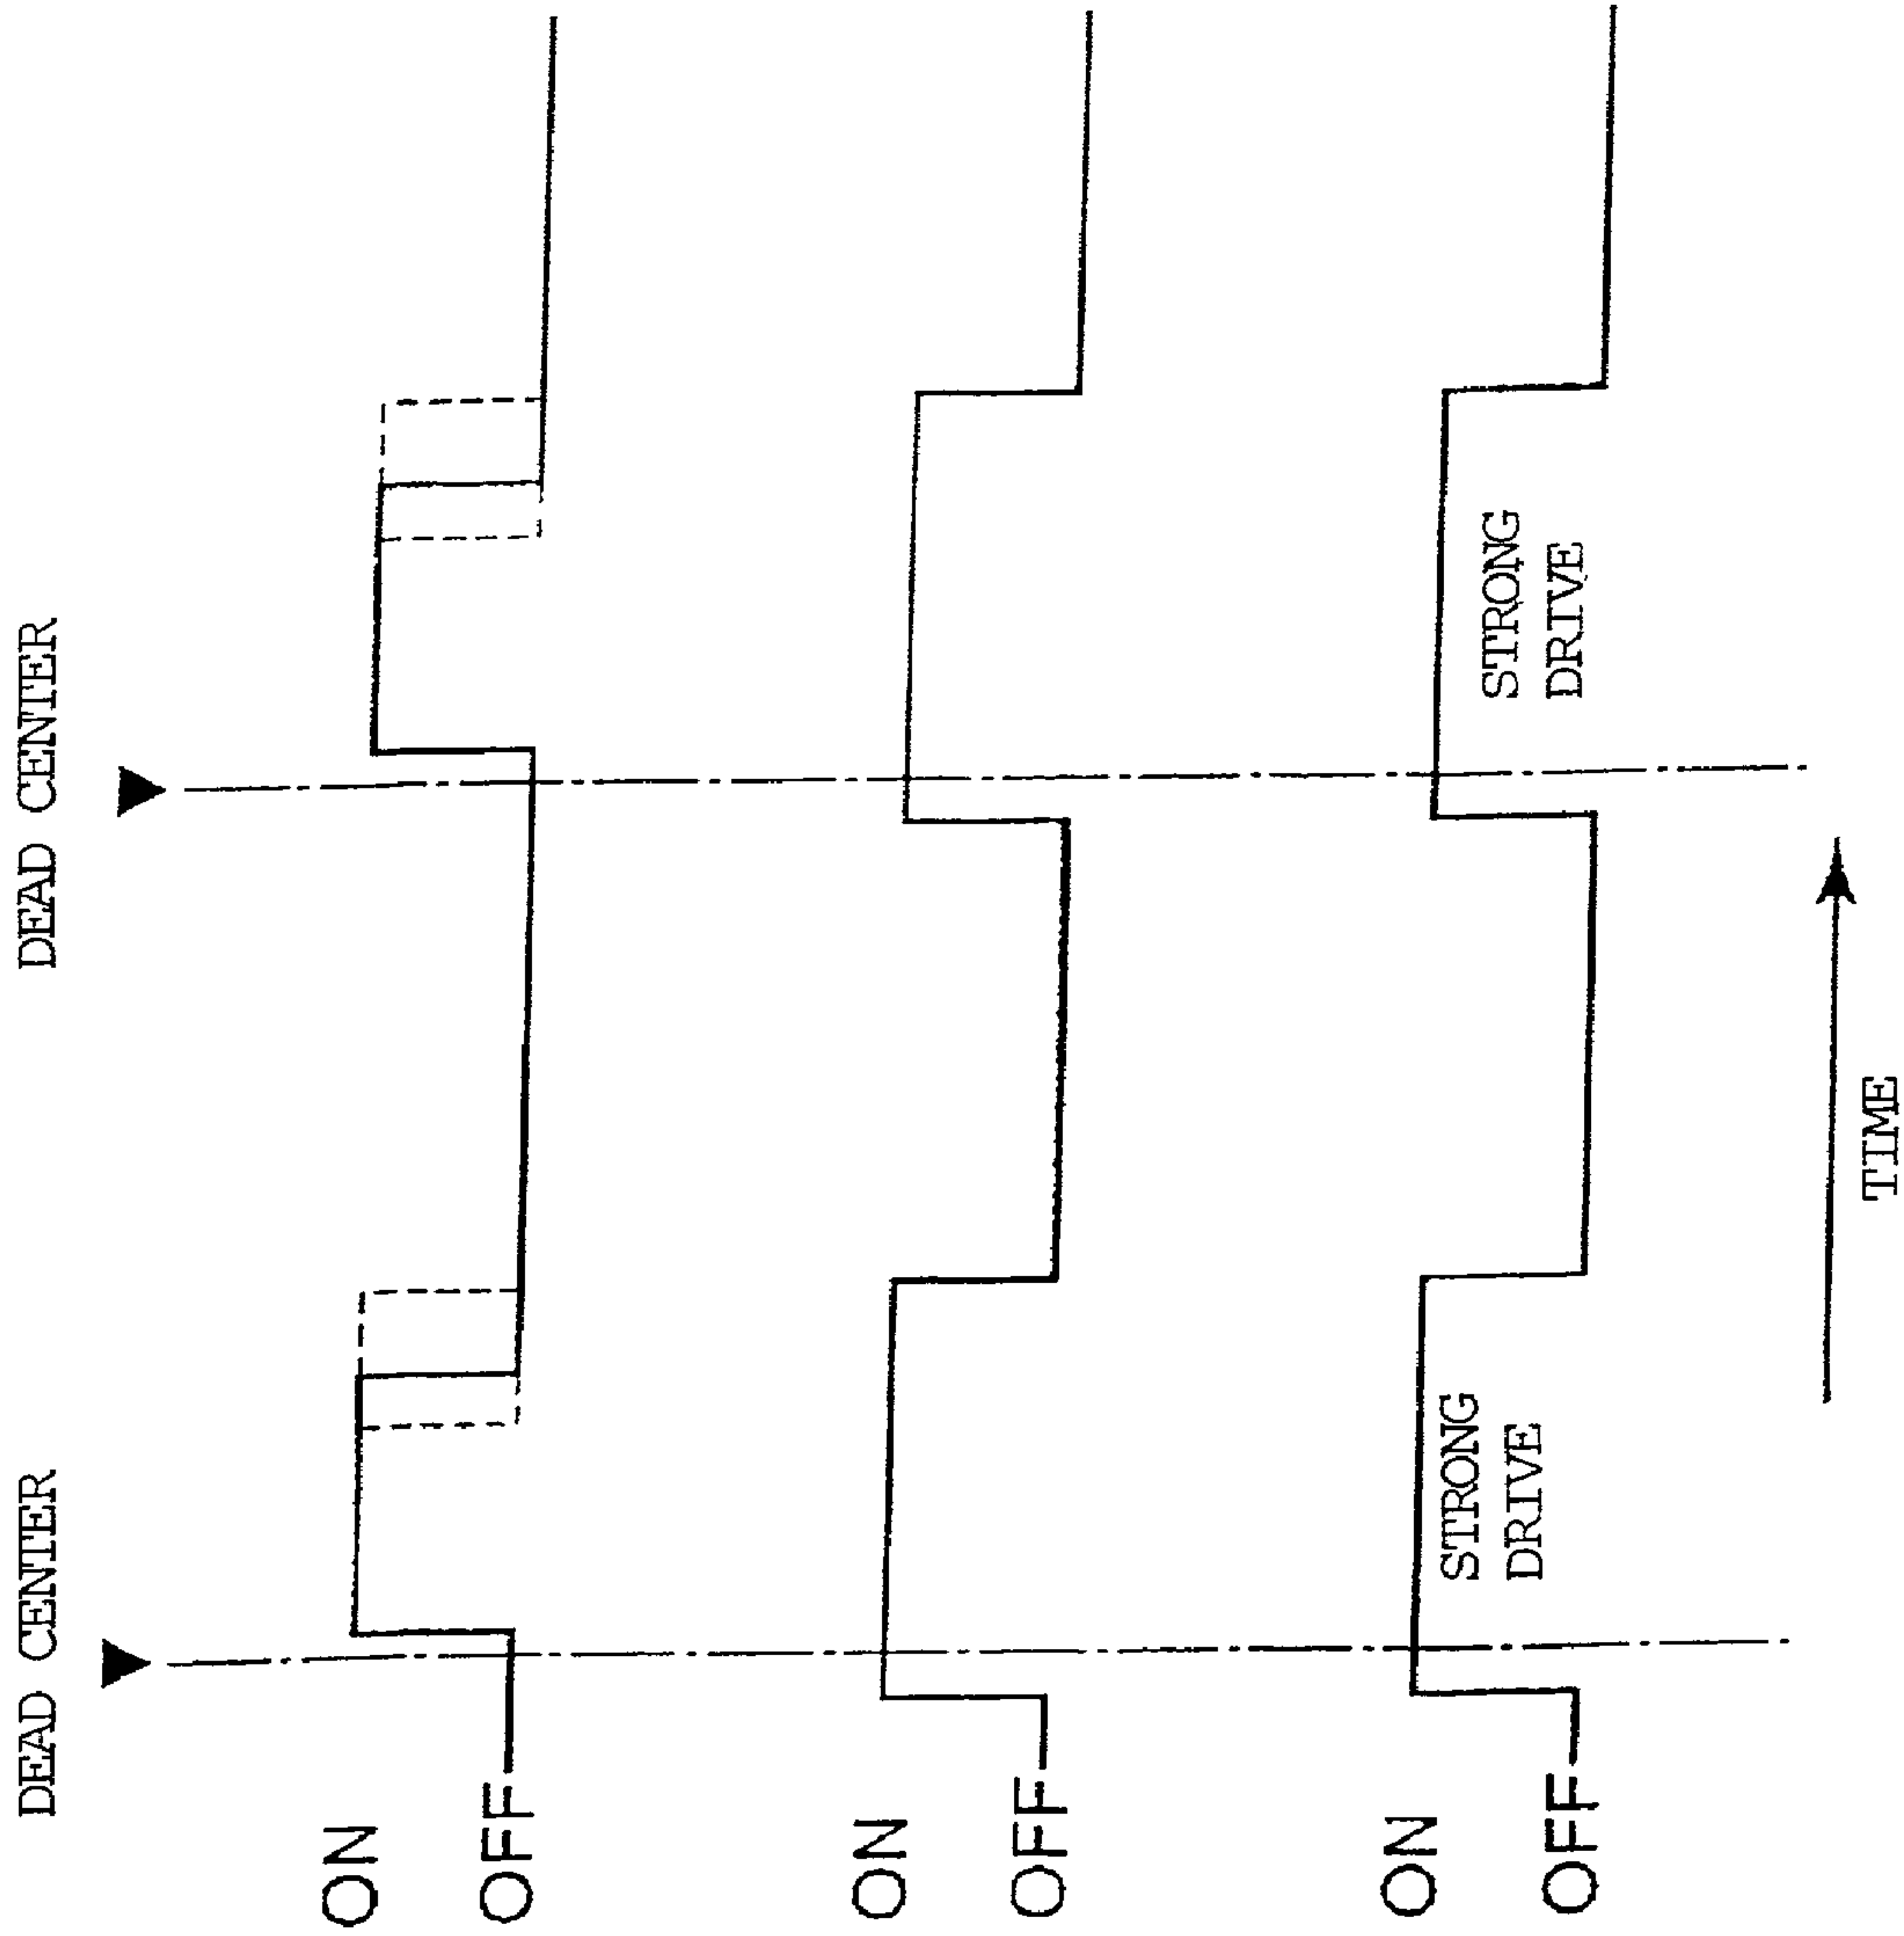 DEAD CENTER
DEAD CENTER
ON
OFF
ON
OFF
ON
OFF
STRONG
DRIVE
STRONG
DRIVE
TIME